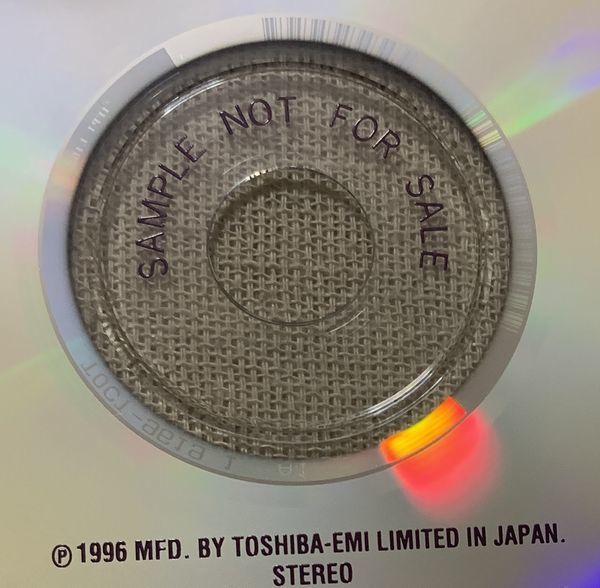 SAMPLE NOT FOR SALE
℗ 1996 MFD. BY TOSHIBA-EMI LIMITED IN JAPAN.
STEREO